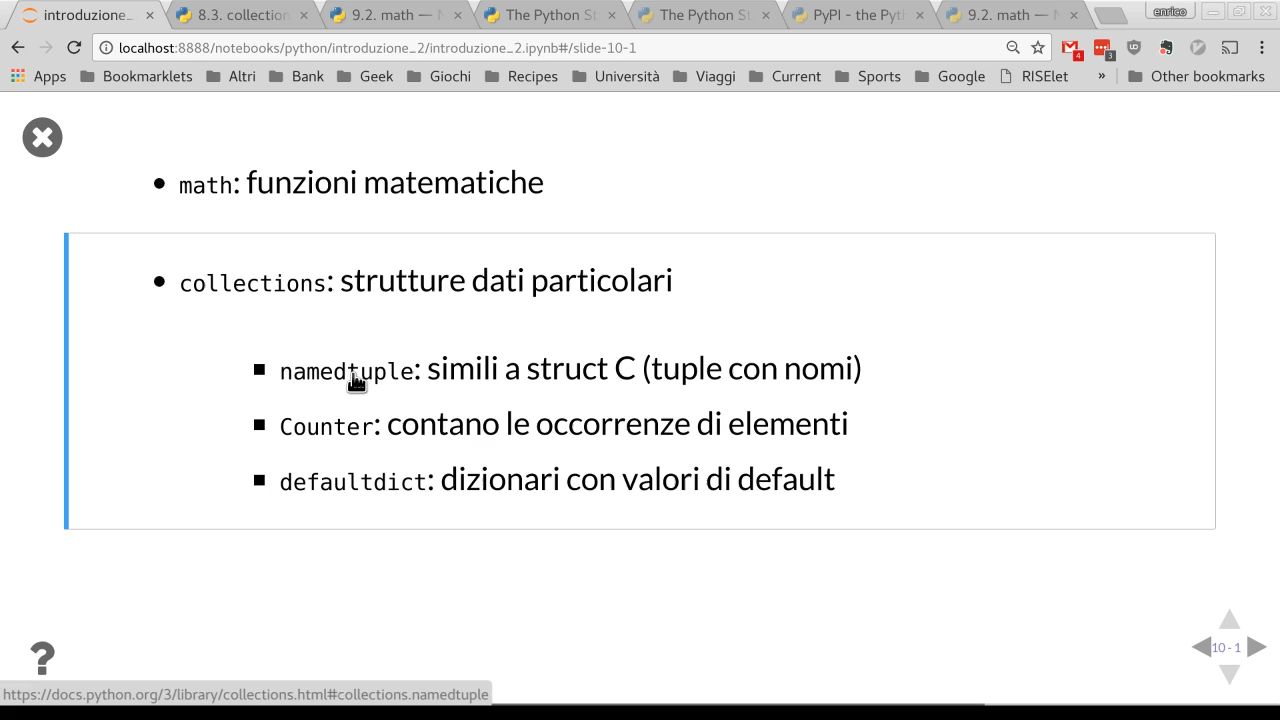 introduzione_
8.3. collection
9.2. math —
The Python St
The Python St
PyPI - the Pyt
9.2. math —
enrico
localhost:8888/notebooks/python/introduzione_2/introduzione_2.ipynb#/slide-10-1
4
3
Apps Bookmarklets Altri Bank Geek Giochi Recipes Università Viaggi Current Sports Google RISElet » Other bookmarks
math: funzioni matematiche
collections: strutture dati particolari
namedtuple: simili a struct C (tuple con nomi)
Counter: contano le occorrenze di elementi
defaultdict: dizionari con valori di default
?
10 - 1
https://docs.python.org/3/library/collections.html#collections.namedtuple